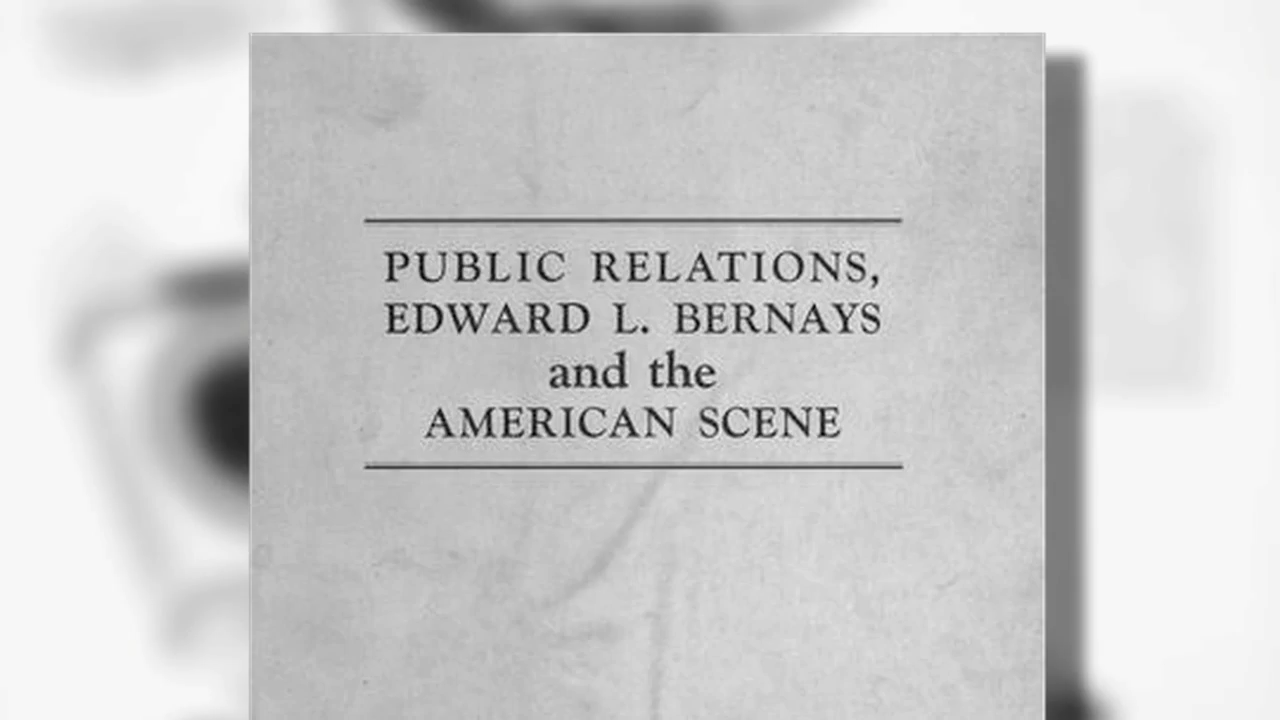 PUBLIC RELATIONS,
EDWARD L. BERNAYS
and the
AMERICAN SCENE